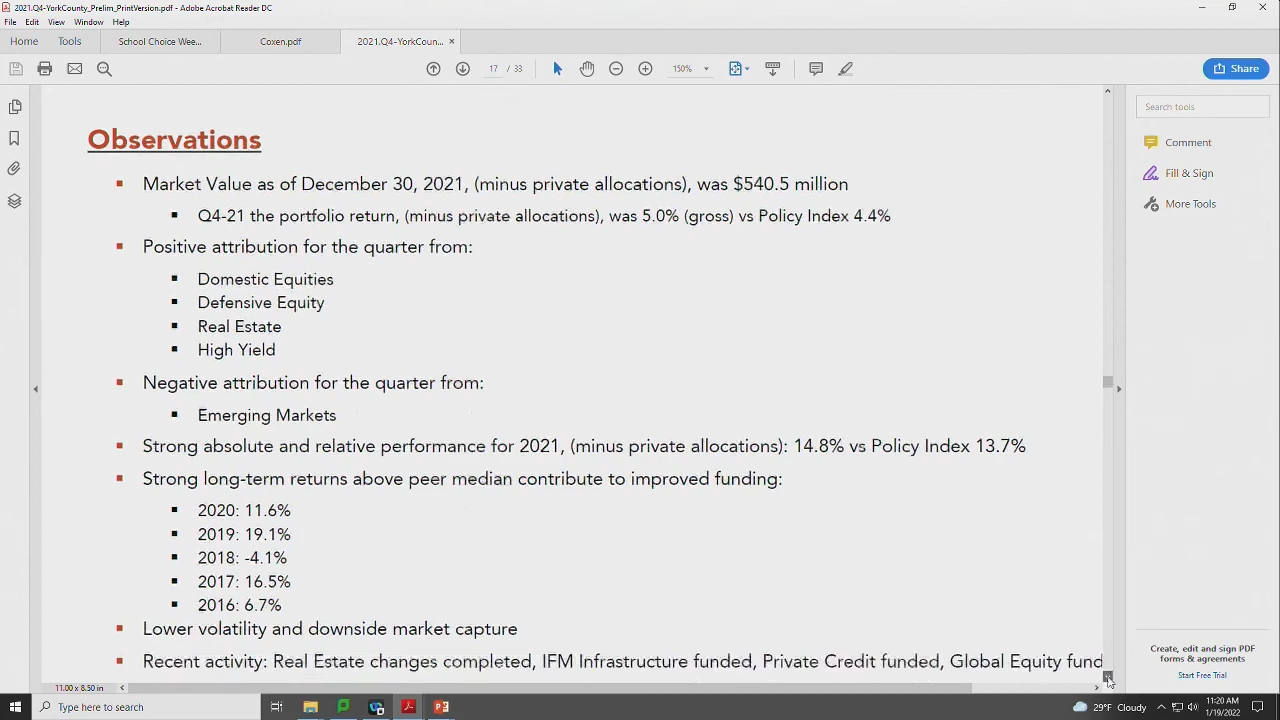 2021.Q4-YorkCounty_Prelim_PrintVersion.pdf - Adobe Acrobat Reader DC
File Edit View Window Help
Home Tools School Choice Wee... Coxen.pdf 2021.Q4-YorkCoun... ×
17 / 33 150% Share
Observations
▪ Market Value as of December 30, 2021, (minus private allocations), was $540.5 million
▪ Q4-21 the portfolio return, (minus private allocations), was 5.0% (gross) vs Policy Index 4.4%
▪ Positive attribution for the quarter from:
▪ Domestic Equities
▪ Defensive Equity
▪ Real Estate
▪ High Yield
▪ Negative attribution for the quarter from:
▪ Emerging Markets
▪ Strong absolute and relative performance for 2021, (minus private allocations): 14.8% vs Policy Index 13.7%
▪ Strong long-term returns above peer median contribute to improved funding:
▪ 2020: 11.6%
▪ 2019: 19.1%
▪ 2018: -4.1%
▪ 2017: 16.5%
▪ 2016: 6.7%
▪ Lower volatility and downside market capture
▪ Recent activity: Real Estate changes completed, IFM Infrastructure funded, Private Credit funded, Global Equity fund
Search tools
Comment
Fill & Sign
More Tools
Create, edit and sign PDF
forms & agreements
Start Free Trial
11.00 x 8.50 in
Type here to search
29°F Cloudy
11:20 AM
1/19/2022